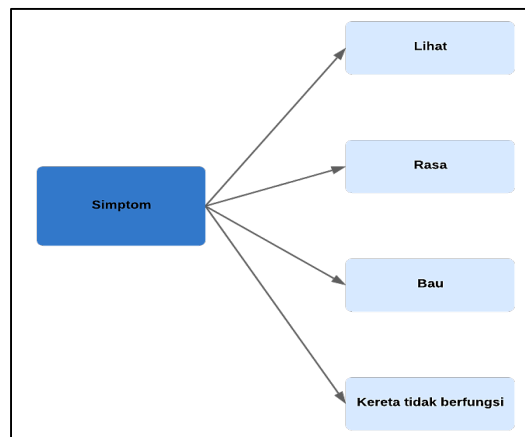 Lihat
Rasa
Simptom
Bau
Kereta tidak berfungsi